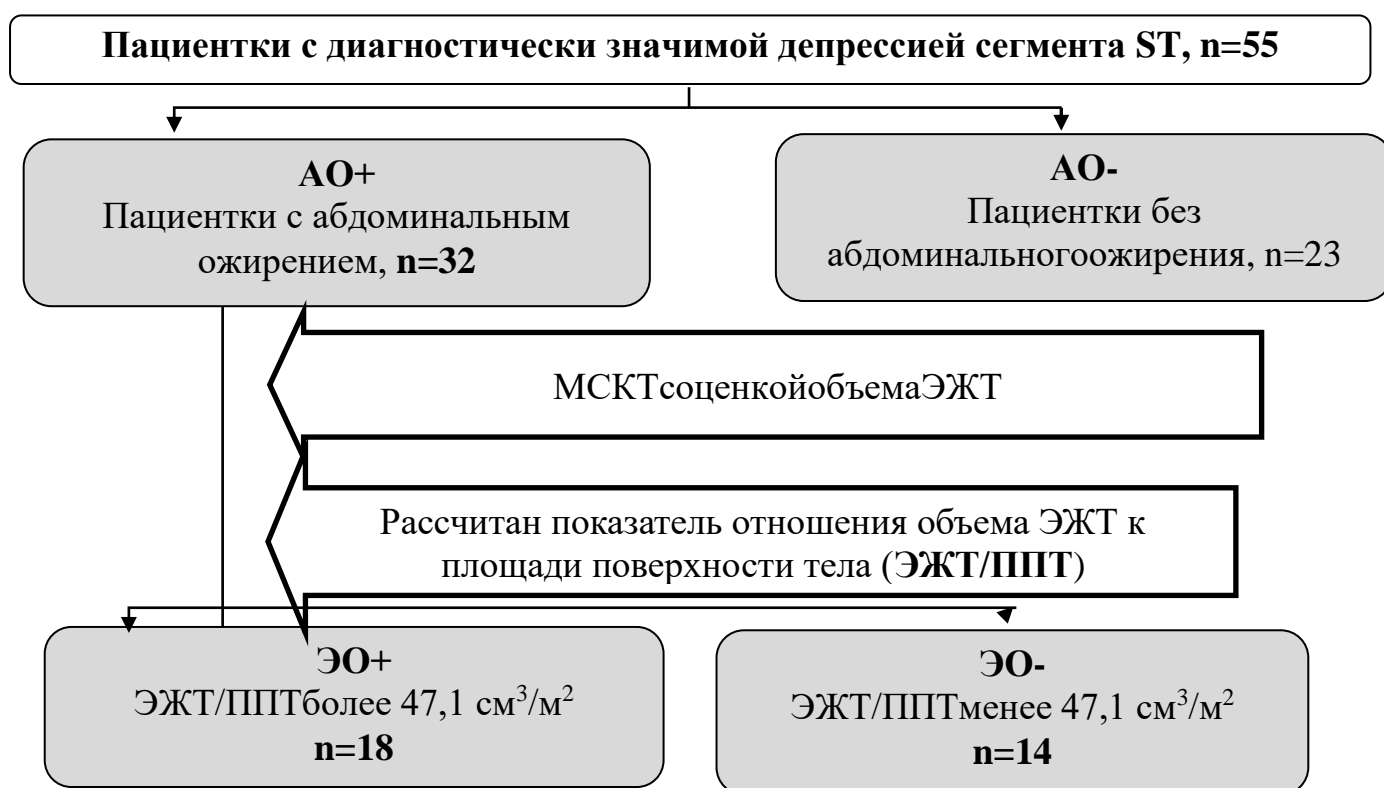 Пациентки с диагностически значимой депрессией сегмента ST, n=55
АО+
Пациентки с абдоминальным
ожирением, n=32
АО-
Пациентки без
абдоминальногоожирения, n=23
МСКТсоценкойобъемаЭЖТ
Рассчитан показатель отношения объема ЭЖТ к
площади поверхности тела (ЭЖТ/ППТ)
ЭО+
ЭЖТ/ППТболее 47,1 см³/м²
n=18
ЭО-
ЭЖТ/ППТменее 47,1 см³/м²
n=14